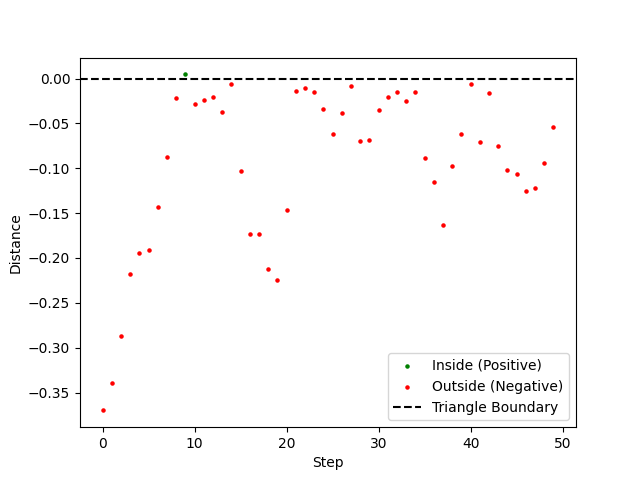 0.00
−0.05
−0.10
−0.15
−0.20
−0.25
−0.30
−0.35
Distance
0 10 20 30 40 50
Step
Inside (Positive)
Outside (Negative)
Triangle Boundary